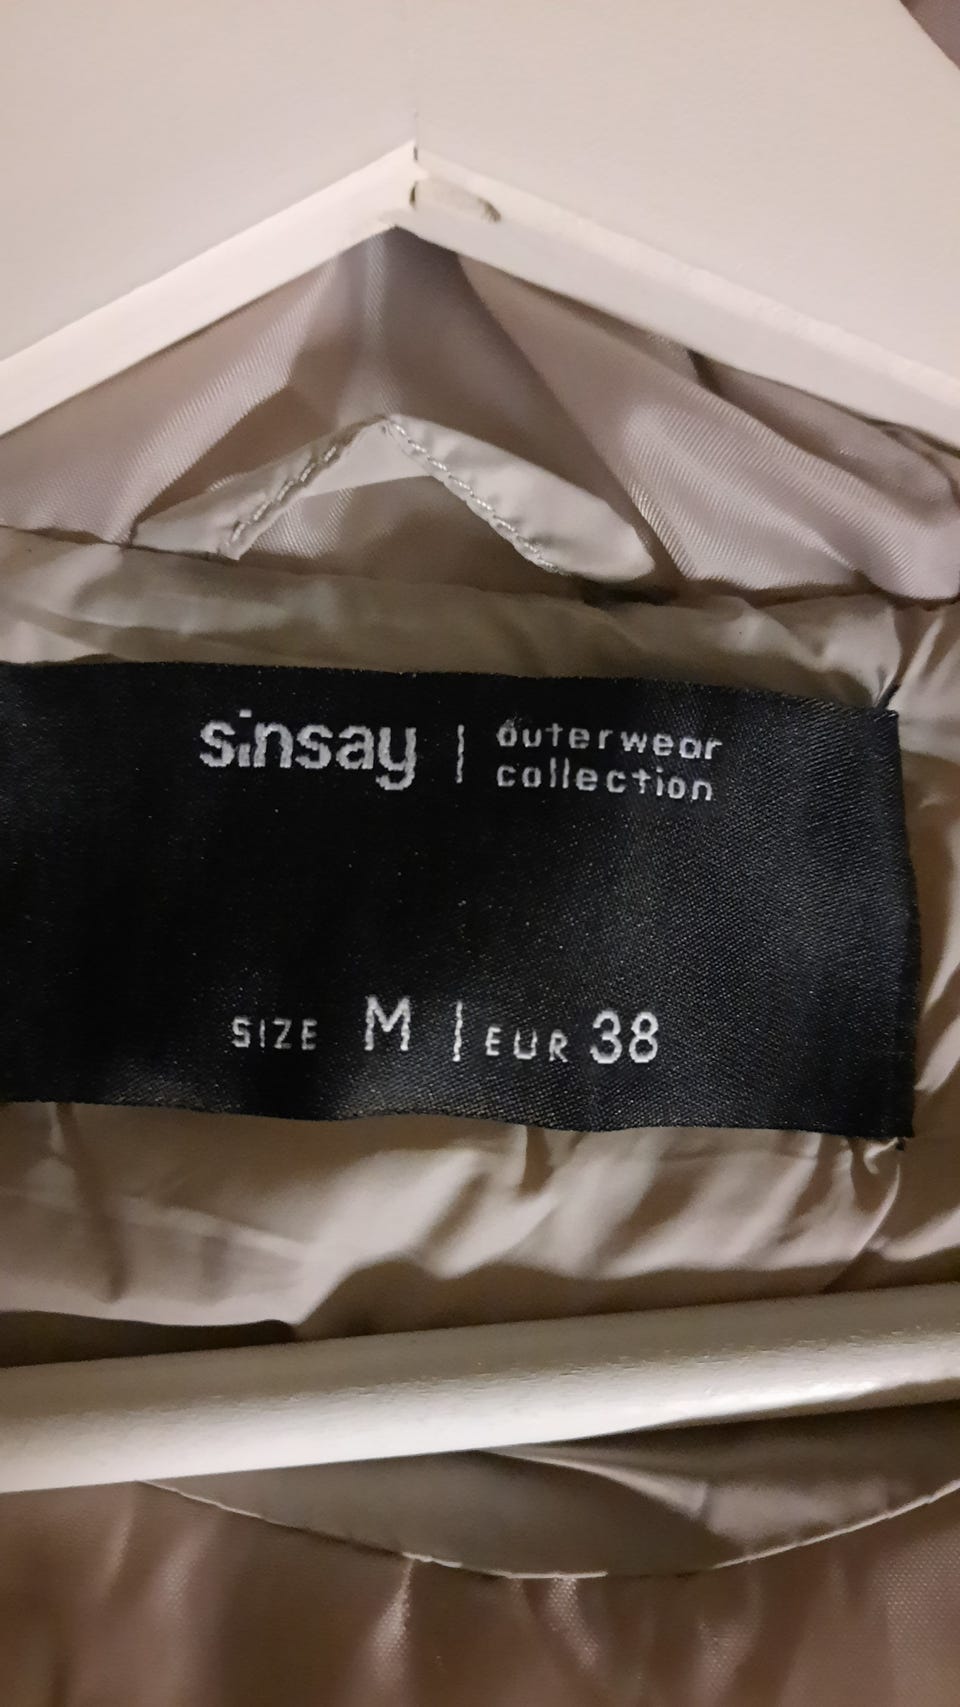 sinsay | outerwear
collection
SIZE M | EUR 38